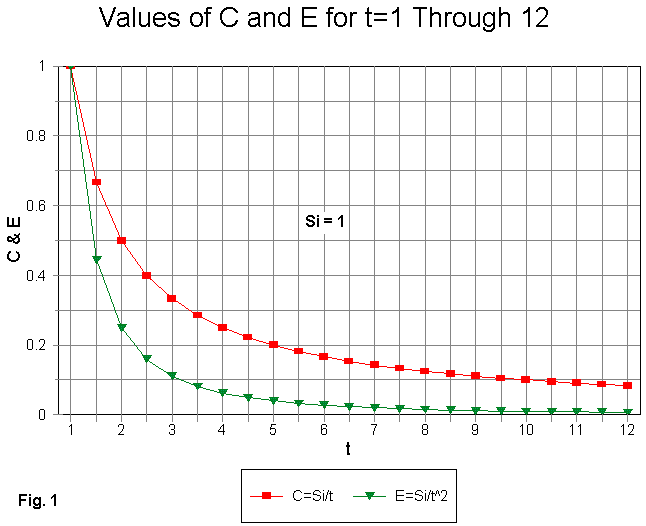 Values of C and E for t=1 Through 12
1
0.8
0.6
0.4
0.2
0
C & E
Si = 1
1 2 3 4 5 6 7 8 9 10 11 12
t
C=Si/t E=Si/t^2
Fig. 1